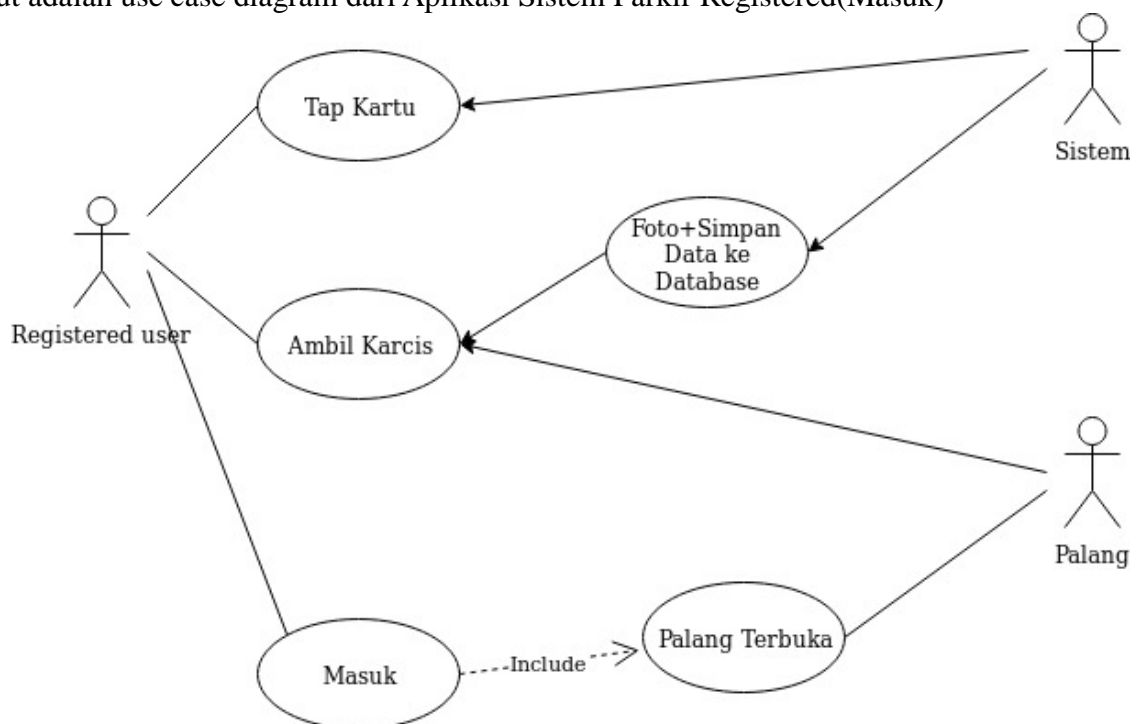 adalah use case diagram dari Aplikasi Sistem Parkir Registered(Masuk)
Tap Kartu
Sistem
Foto+Simpan
Data ke
Database
Registered user
Ambil Karcis
Palang
Masuk
Include
Palang Terbuka